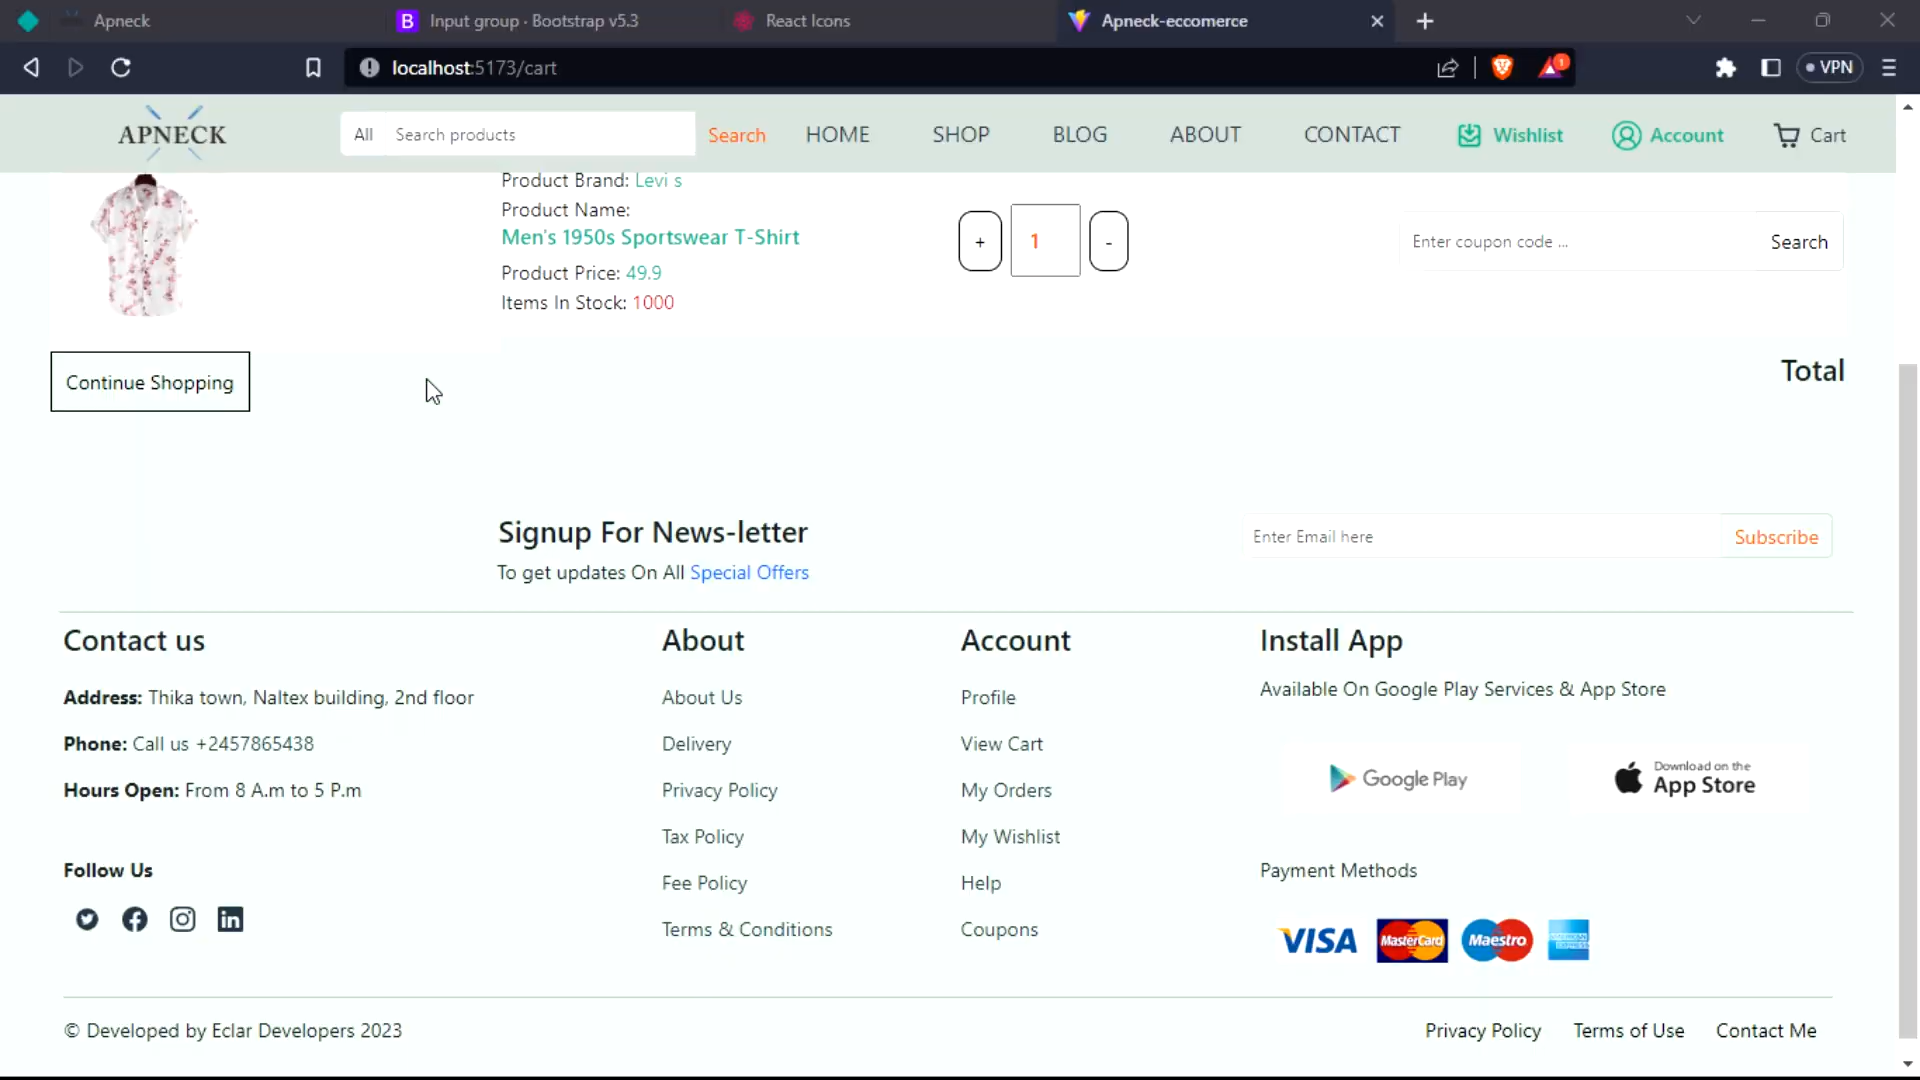 Apneck
B Input group · Bootstrap v5.3
React Icons
Apneck-eccomerce
localhost:5173/cart
1
VPN
APNECK
All
Search products
Search
HOME
SHOP
BLOG
ABOUT
CONTACT
Wishlist
Account
Cart
Product Brand: Levi s
Product Name:
Men's 1950s Sportswear T-Shirt
Product Price: 49.9
Items In Stock: 1000
+
1
-
Enter coupon code ...
Search
Continue Shopping
Total
Signup For News-letter
To get updates On All Special Offers
Enter Email here
Subscribe
Contact us
Address: Thika town, Naltex building, 2nd floor
Phone: Call us +2457865438
Hours Open: From 8 A.m to 5 P.m
Follow Us
About
About Us
Delivery
Privacy Policy
Tax Policy
Fee Policy
Terms & Conditions
Account
Profile
View Cart
My Orders
My Wishlist
Help
Coupons
Install App
Available On Google Play Services & App Store
Google Play
Download on the
App Store
Payment Methods
VISA
MasterCard
Maestro
AMERICAN
EXPRESS
© Developed by Eclar Developers 2023
Privacy Policy
Terms of Use
Contact Me